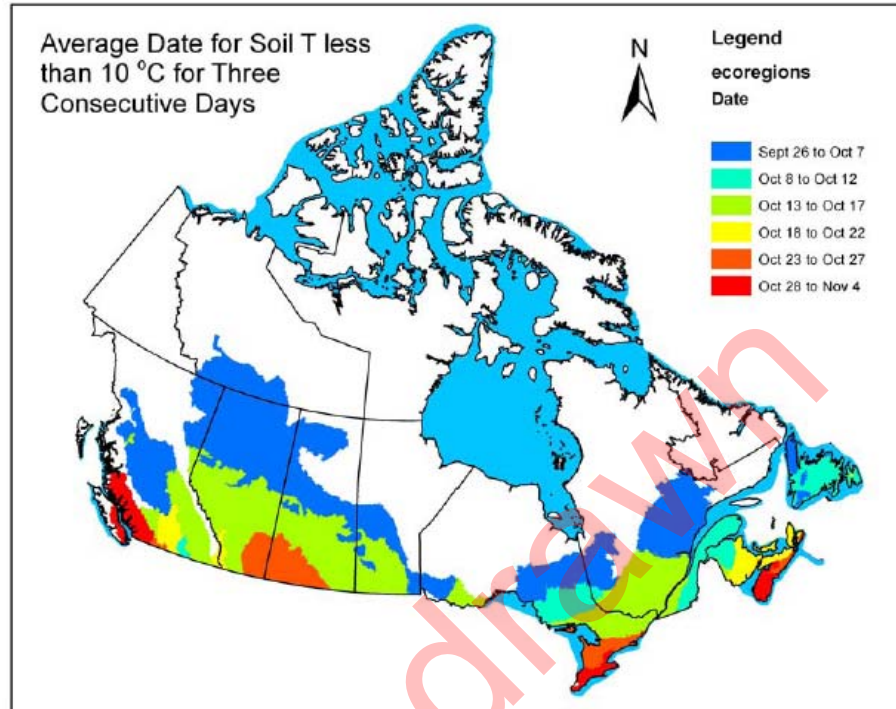 Average Date for Soil T less
than 10 °C for Three
Consecutive Days
N
Legend
ecoregions
Date
Sept 26 to Oct 7
Oct 8 to Oct 12
Oct 13 to Oct 17
Oct 18 to Oct 22
Oct 23 to Oct 27
Oct 28 to Nov 4
drawn